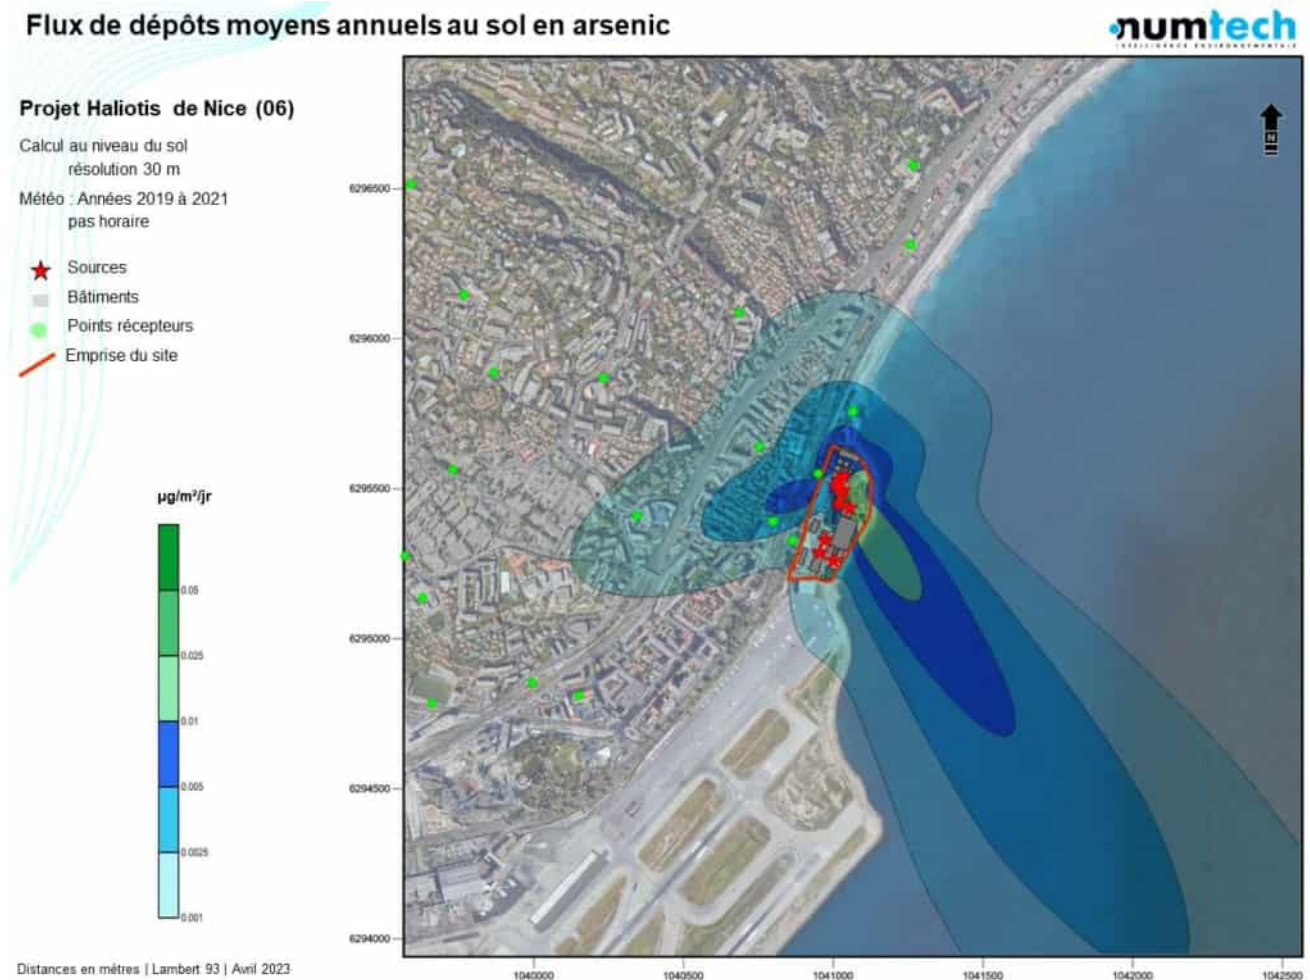 Flux de dépôts moyens annuels au sol en arsenic
numtech
INTELLIGENCE ENVIRONNEMENTALE
Projet Haliotis de Nice (06)
Calcul au niveau du sol
résolution 30 m
Météo : Années 2019 à 2021
pas horaire
Sources
Bâtiments
Points récepteurs
Emprise du site
µg/m²/jr
0.05
0.025
0.01
0.005
0.0025
0.001
N
6296500
6296000
6295500
6295000
6294500
6294000
1040000
1040500
1041000
1041500
1042000
1042500
Distances en mètres | Lambert 93 | Avril 2023